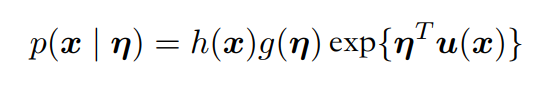 p(x | η) = h(x)g(η) exp{η^T u(x)}